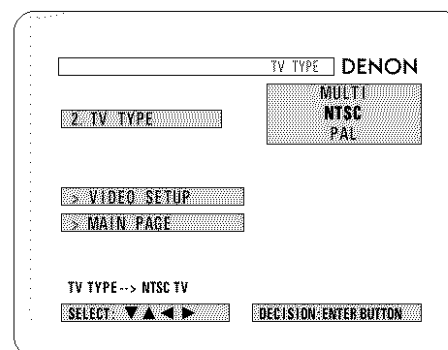 TV TYPE DENON
MULTI
NTSC
2. TV TYPE
PAL
> VIDEO SETUP
> MAIN PAGE
TV TYPE --> NTSC TV
SELECT: ▼ ▲ ◀ ▶ DECISION: ENTER BUTTON